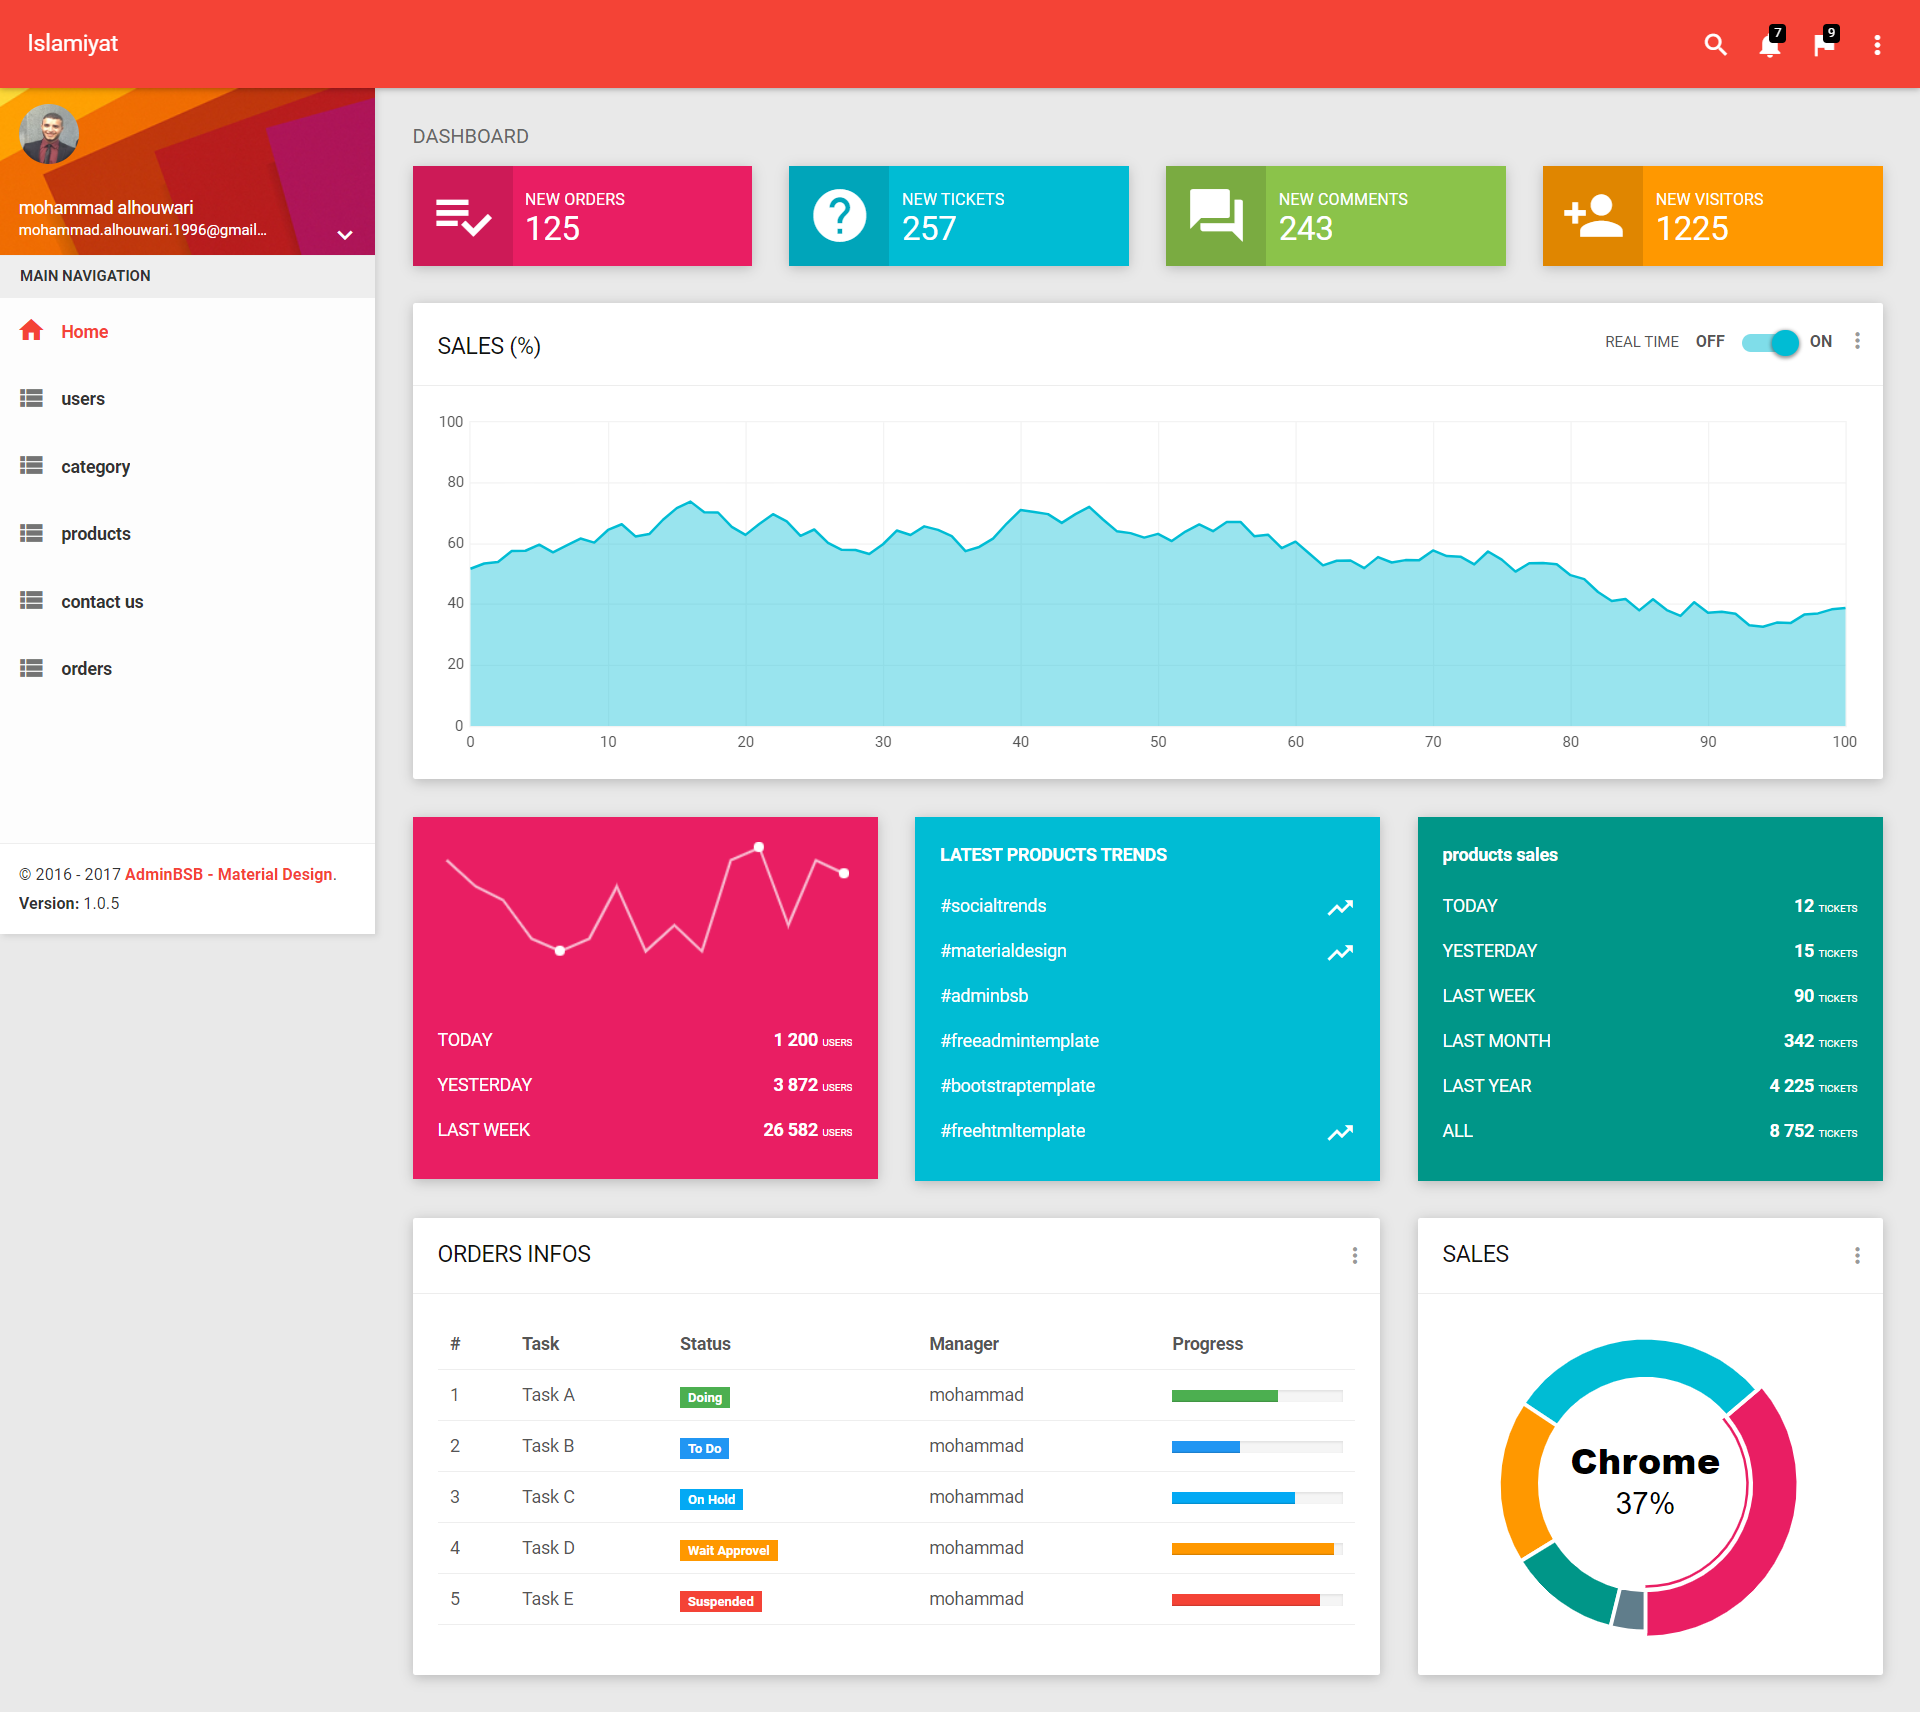 Islamiyat
7
9
mohammad alhouwari
mohammad.alhouwari.1996@gmail...
MAIN NAVIGATION
Home
users
category
products
contact us
orders
© 2016 - 2017 AdminBSB - Material Design.
Version: 1.0.5
DASHBOARD
NEW ORDERS
125
NEW TICKETS
257
NEW COMMENTS
243
NEW VISITORS
1225
SALES (%)
REAL TIME OFF ON
100
80
60
40
20
0
0 10 20 30 40 50 60 70 80 90 100
TODAY 1 200 USERS
YESTERDAY 3 872 USERS
LAST WEEK 26 582 USERS
LATEST PRODUCTS TRENDS
#socialtrends
#materialdesign
#adminbsb
#freeadmintemplate
#bootstraptemplate
#freehtmltemplate
products sales
TODAY 12 TICKETS
YESTERDAY 15 TICKETS
LAST WEEK 90 TICKETS
LAST MONTH 342 TICKETS
LAST YEAR 4 225 TICKETS
ALL 8 752 TICKETS
ORDERS INFOS
# Task Status Manager Progress
1 Task A Doing mohammad
2 Task B To Do mohammad
3 Task C On Hold mohammad
4 Task D Wait Approvel mohammad
5 Task E Suspended mohammad
SALES
Chrome
37%